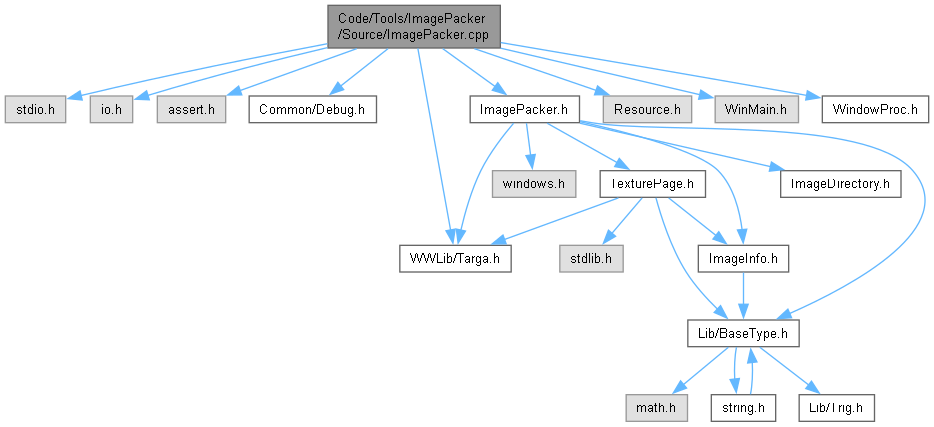 Code/Tools/ImagePacker
/Source/ImagePacker.cpp
stdio.h
io.h
assert.h
Common/Debug.h
ImagePacker.h
Resource.h
WinMain.h
WindowProc.h
windows.h
TexturePage.h
ImageDirectory.h
WWLib/Targa.h
stdlib.h
ImageInfo.h
Lib/BaseType.h
math.h
string.h
Lib/Trig.h